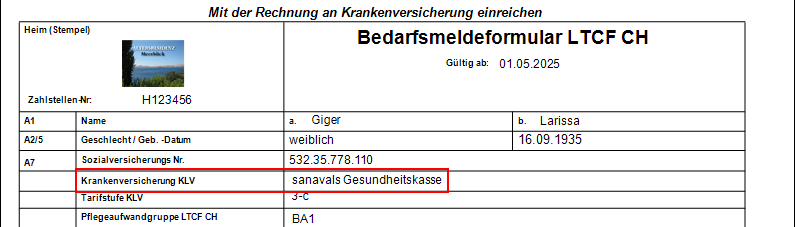 Mit der Rechnung an Krankenversicherung einreichen
Heim (Stempel)
ALTERSRESIDENZ
Meerblick
Bedarfsmeldeformular LTCF CH
Gültig ab: 01.05.2025
Zahlstellen-Nr: H123456
A1 Name a. Giger b. Larissa
A2/5 Geschlecht / Geb. -Datum weiblich 16.09.1935
A7 Sozialversicherungs Nr. 532.35.778.110
Krankenversicherung KLV sanavals Gesundheitskasse
Tarifstufe KLV 3-c
Pflegeaufwandgruppe LTCF CH BA1